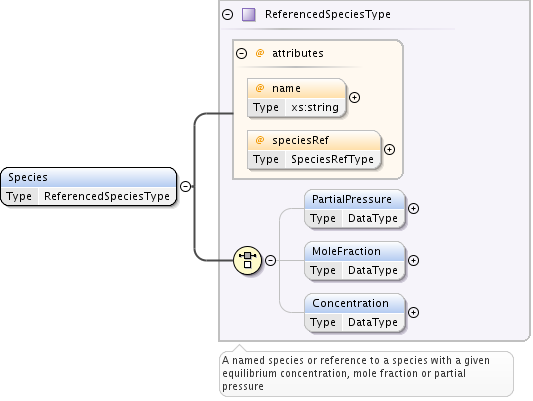 ReferencedSpeciesType
@ attributes
@ name
Type xs:string
@ speciesRef
Type SpeciesRefType
Species
Type ReferencedSpeciesType
PartialPressure
Type DataType
MoleFraction
Type DataType
Concentration
Type DataType
A named species or reference to a species with a given
equilibrium concentration, mole fraction or partial
pressure